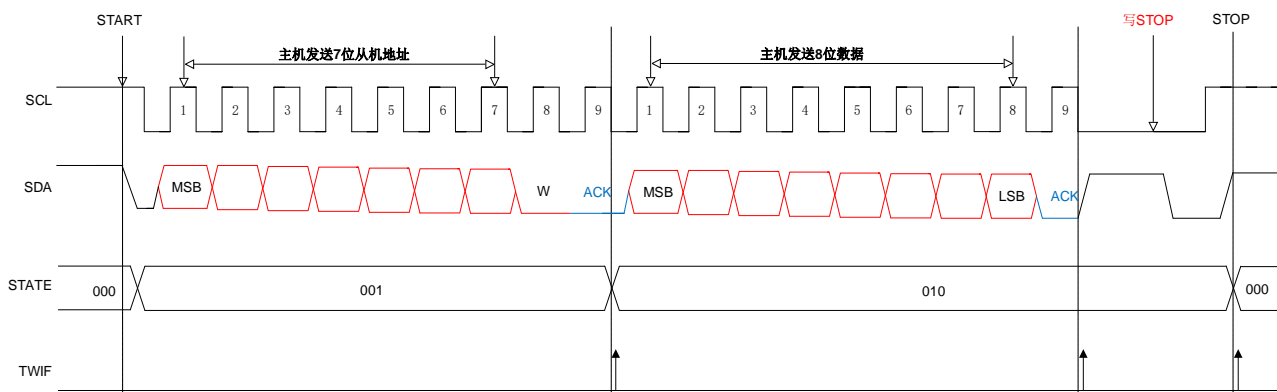 START 写STOP STOP
主机发送7位从机地址 主机发送8位数据
SCL 1 2 3 4 5 6 7 8 9 1 2 3 4 5 6 7 8 9
SDA MSB W ACK MSB LSB ACK
STATE 000 001 010 000
TWIF